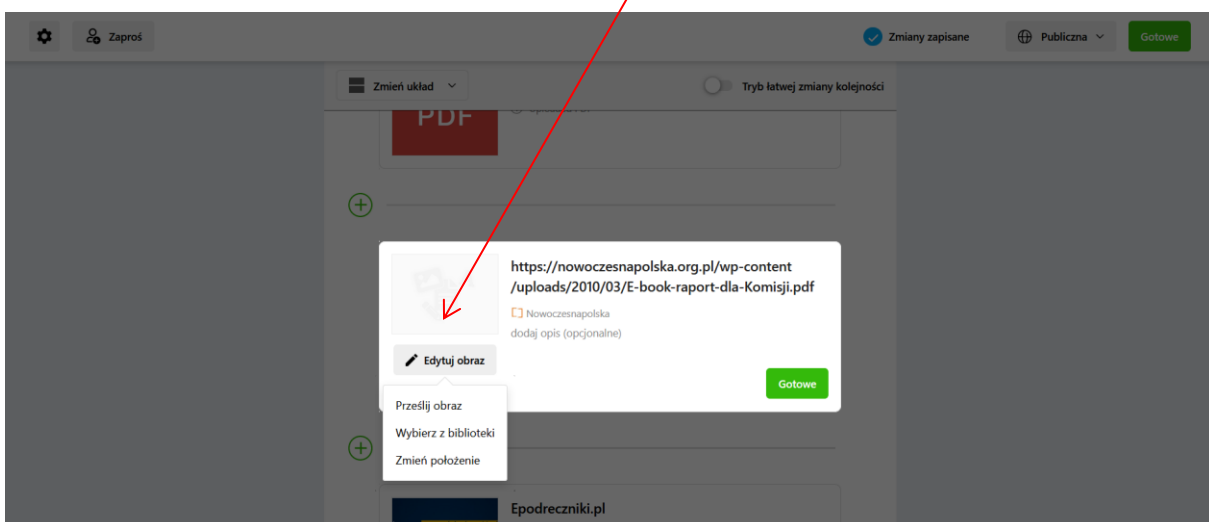 Zaproś
Zmiany zapisane
Publiczna
Gotowe
Zmień układ
Tryb łatwej zmiany kolejności
PDF
https://nowoczesnapolska.org.pl/wp-content
/uploads/2010/03/E-book-raport-dla-Komisji.pdf
Nowoczesnapolska
dodaj opis (opcjonalne)
Edytuj obraz
Gotowe
Prześlij obraz
Wybierz z biblioteki
Zmień położenie
Epodreczniki.pl